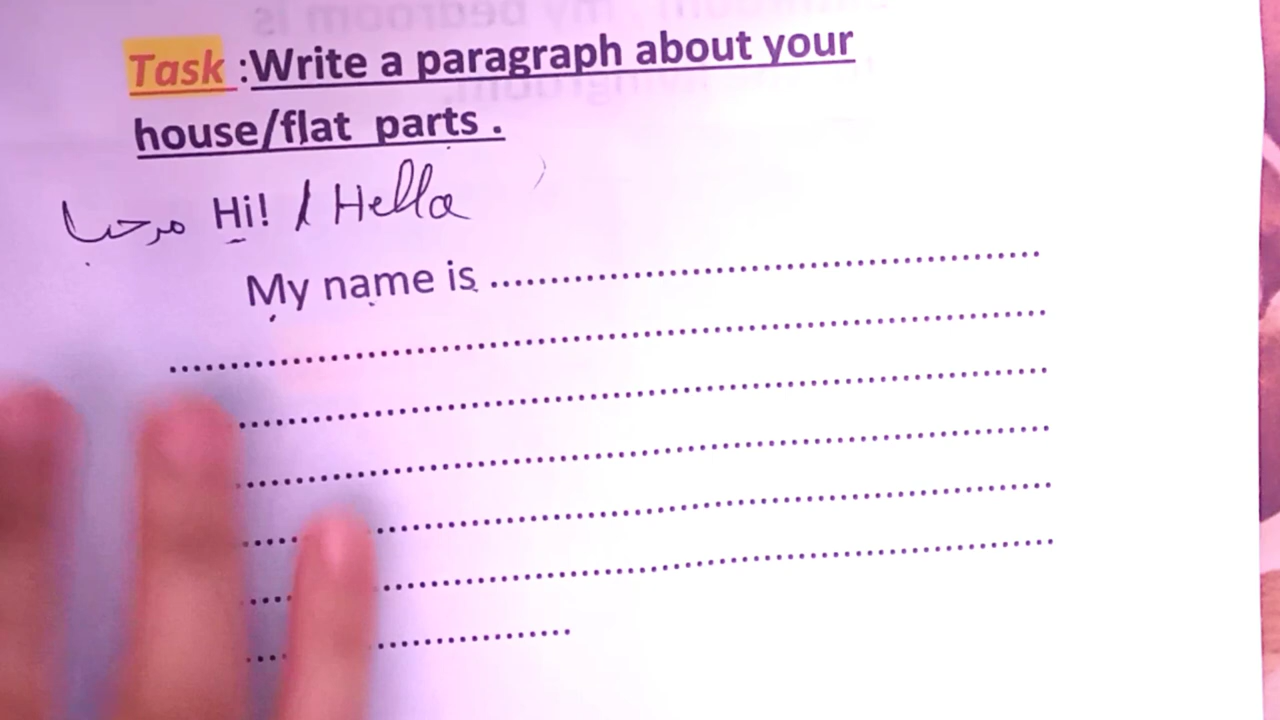 Task :Write a paragraph about your
house/flat parts .
مرحبا Hi! / Hello
My name is ......................................................
..........................................................................................
..................................................................................
..................................................................................
..................................................................................
..................................................................................
.................................